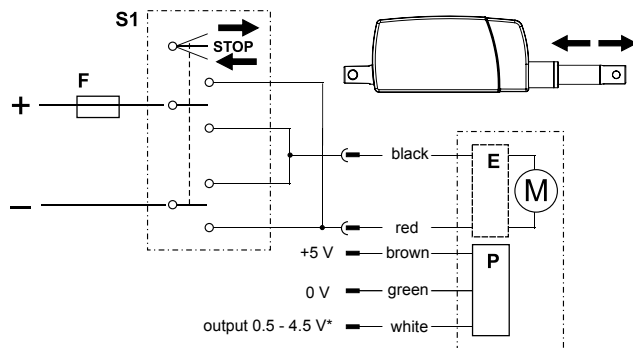 S1
STOP
F
+
−
black
E
M
red
+5 V
brown
P
0 V
green
output 0.5 - 4.5 V*
white